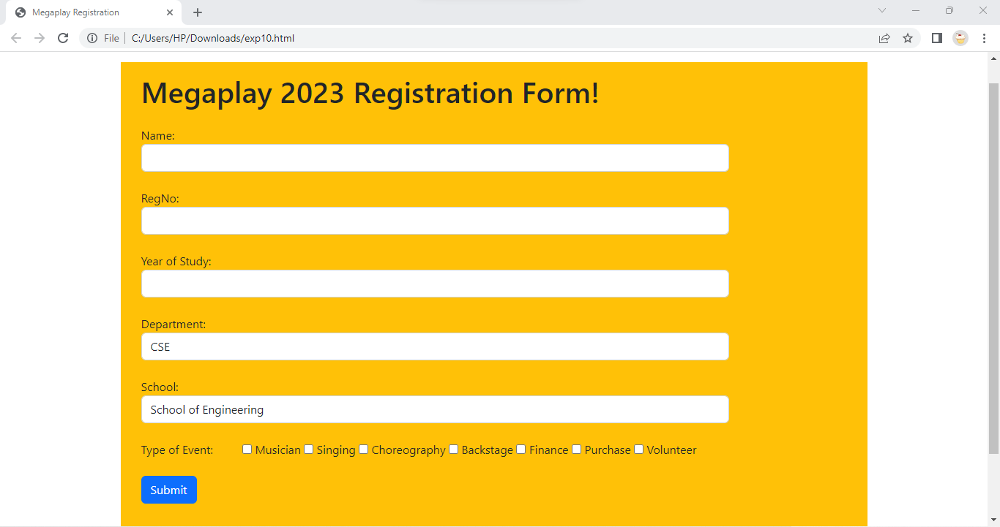 Megaplay Registration
File C:/Users/HP/Downloads/exp10.html
Megaplay 2023 Registration Form!
Name:
RegNo:
Year of Study:
Department:
CSE
School:
School of Engineering
Type of Event: Musician Singing Choreography Backstage Finance Purchase Volunteer
Submit